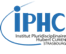 iPHC
Institut Pluridisciplinaire
Hubert Curien
STRASBOURG